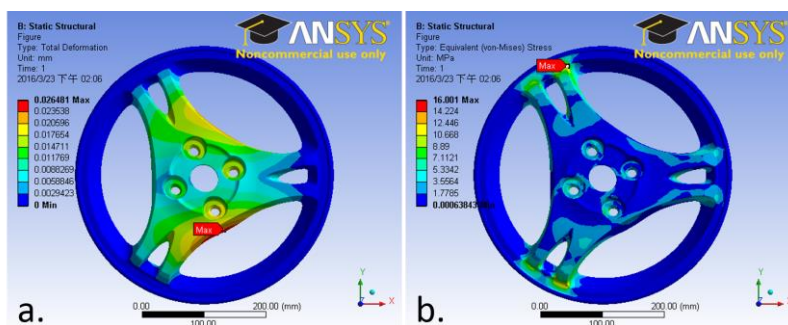 B: Static Structural
Figure
Type: Total Deformation
Unit: mm
Time: 1
2016/3/23 下午 02:06
ANSYS
Noncommercial use only
0.026481 Max
0.023538
0.020596
0.017654
0.014711
0.011769
0.0088269
0.0058846
0.0029423
0 Min
Max
a.
0.00
200.00 (mm)
100.00
Y
Z
X
B: Static Structural
Figure
Type: Equivalent (von-Mises) Stress
Unit: MPa
Time: 1
2016/3/23 下午 02:06
ANSYS
Noncommercial use only
16.001 Max
14.224
12.446
10.668
8.89
7.1121
5.3342
3.5564
1.7785
Max
b.
0.00
200.00 (mm)
100.00
Y
Z
X